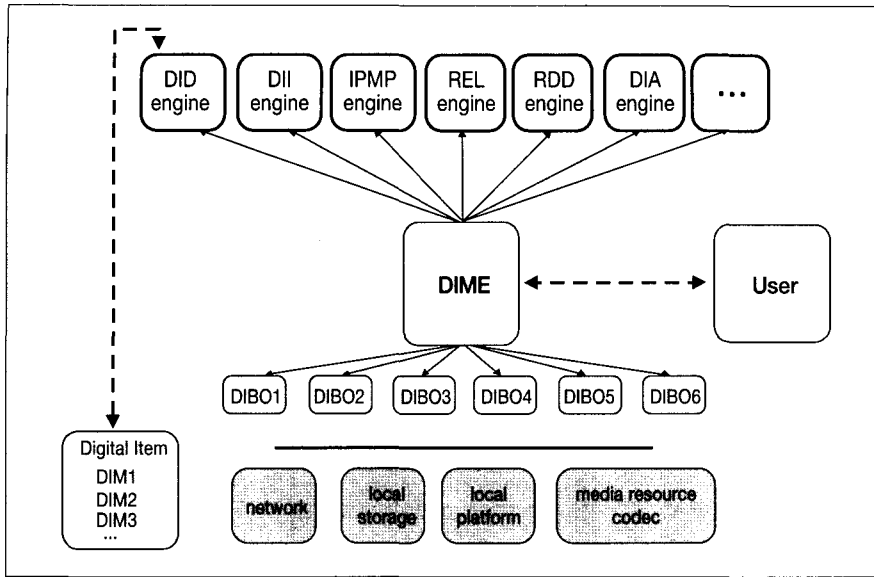 DID engine
DII engine
IPMP engine
REL engine
RDD engine
DIA engine
...
DIME
User
DIBO1
DIBO2
DIBO3
DIBO4
DIBO5
DIBO6
Digital Item
DIM1
DIM2
DIM3
...
network
local storage
local platform
media resource codec